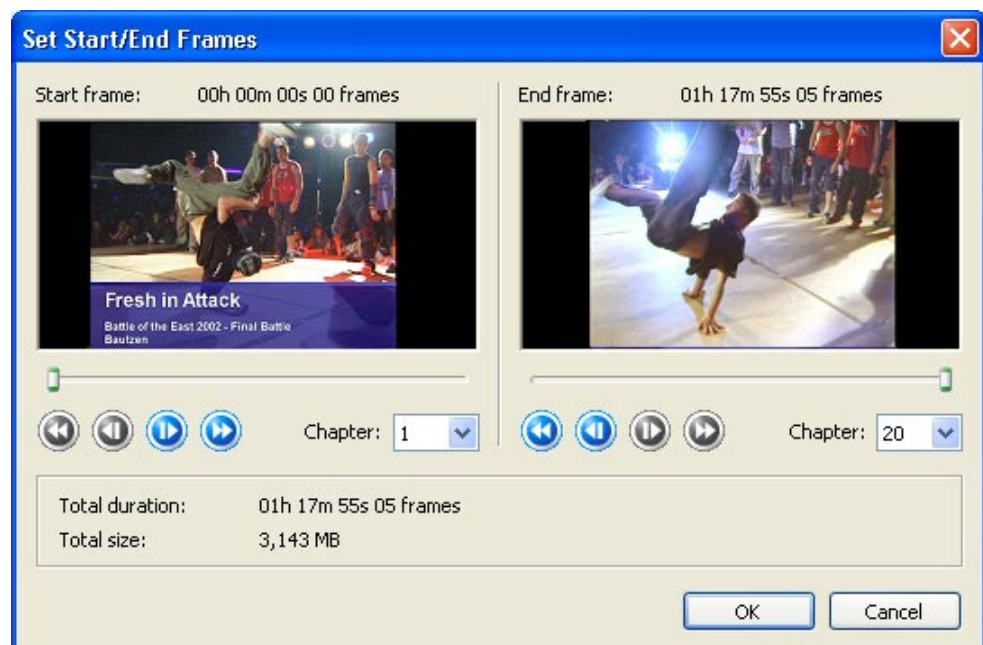 Set Start/End Frames
Start frame: 00h 00m 00s 00 frames
End frame: 01h 17m 55s 05 frames
Fresh in Attack
Battle of the East 2002 - Final Battle
Bautzen
Chapter: 1
Chapter: 20
Total duration: 01h 17m 55s 05 frames
Total size: 3,143 MB
OK
Cancel